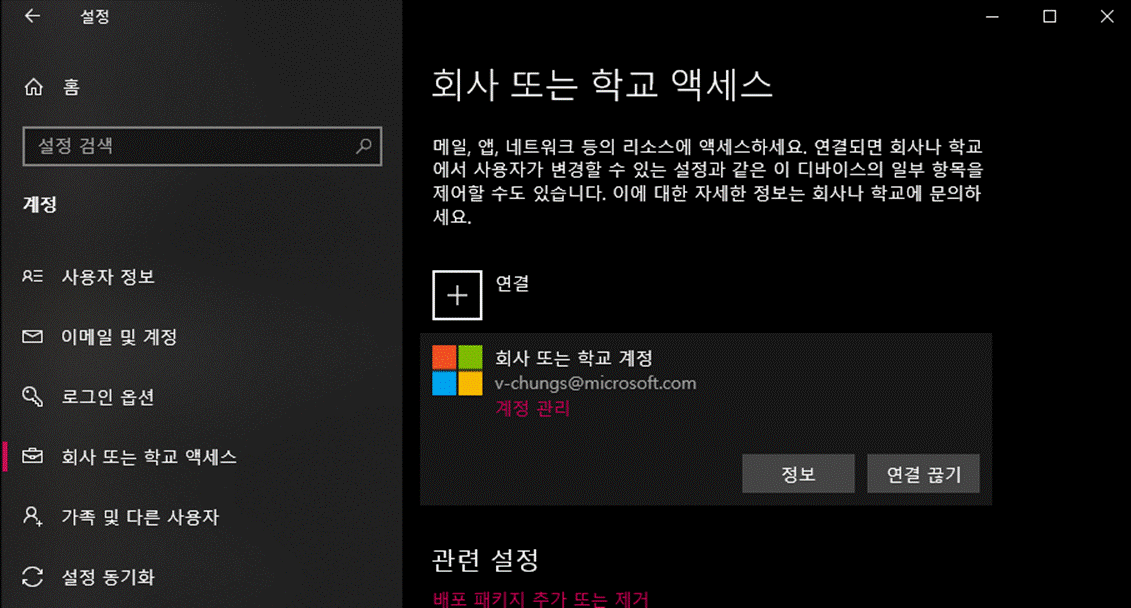 설정
홈
설정 검색
계정
사용자 정보
이메일 및 계정
로그인 옵션
회사 또는 학교 액세스
가족 및 다른 사용자
설정 동기화
회사 또는 학교 액세스
메일, 앱, 네트워크 등의 리소스에 액세스하세요. 연결되면 회사나 학교
에서 사용자가 변경할 수 있는 설정과 같은 이 디바이스의 일부 항목을
제어할 수도 있습니다. 이에 대한 자세한 정보는 회사나 학교에 문의하
세요.
연결
회사 또는 학교 계정
v-chungs@microsoft.com
계정 관리
정보
연결 끊기
관련 설정
배포 패키지 추가 또는 제거